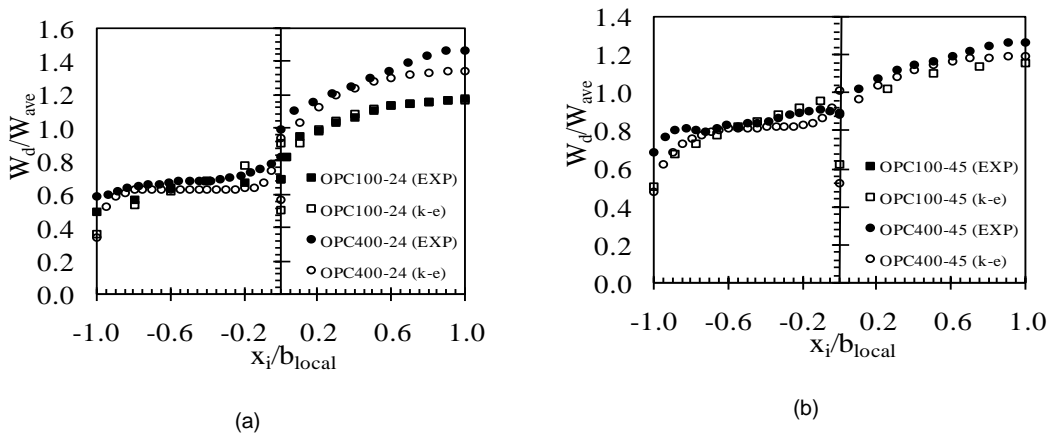 1.6
1.4
1.2
1.0
0.8
0.6
0.4
0.2
0.0
W_d/W_ave
-1.0 -0.6 -0.2 0.2 0.6 1.0
x_i/b_local
OPC100-24 (EXP)
OPC100-24 (k-e)
OPC400-24 (EXP)
OPC400-24 (k-e)
(a)
1.4
1.2
1.0
0.8
0.6
0.4
0.2
0.0
W_d/W_ave
-1.0 -0.6 -0.2 0.2 0.6 1.0
x_i/b_local
OPC100-45 (EXP)
OPC100-45 (k-e)
OPC400-45 (EXP)
OPC400-45 (k-e)
(b)